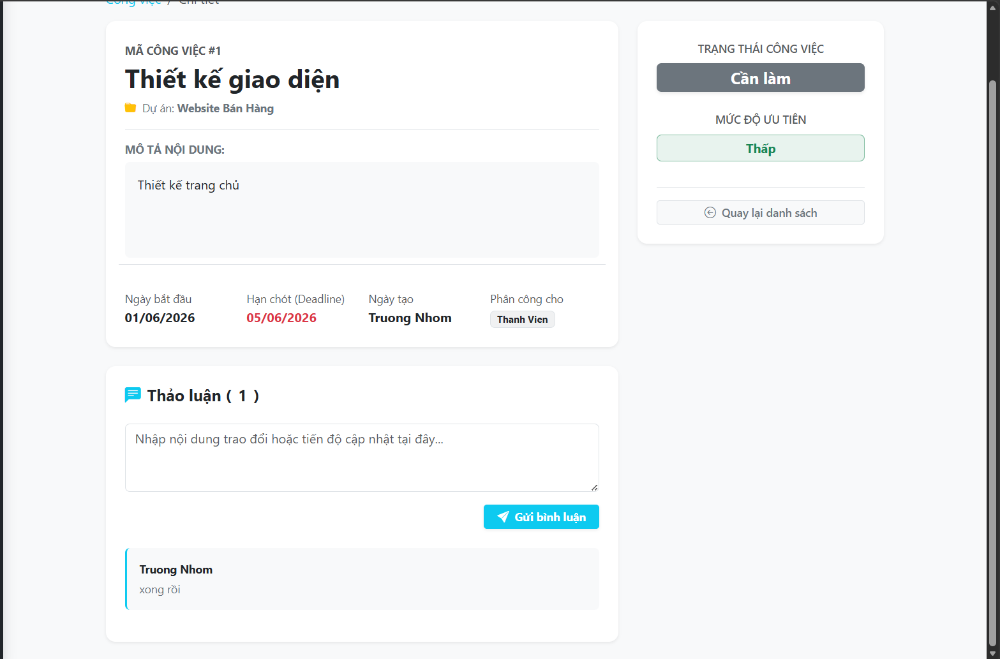 Công việc / Chi tiết
MÃ CÔNG VIỆC #1
Thiết kế giao diện
Dự án: Website Bán Hàng
MÔ TẢ NỘI DUNG:
Thiết kế trang chủ
Ngày bắt đầu
01/06/2026
Hạn chót (Deadline)
05/06/2026
Ngày tạo
Truong Nhom
Phân công cho
Thanh Vien
Thảo luận ( 1 )
Nhập nội dung trao đổi hoặc tiến độ cập nhật tại đây...
Gửi bình luận
Truong Nhom
xong rồi
TRẠNG THÁI CÔNG VIỆC
Cần làm
MỨC ĐỘ ƯU TIÊN
Thấp
Quay lại danh sách